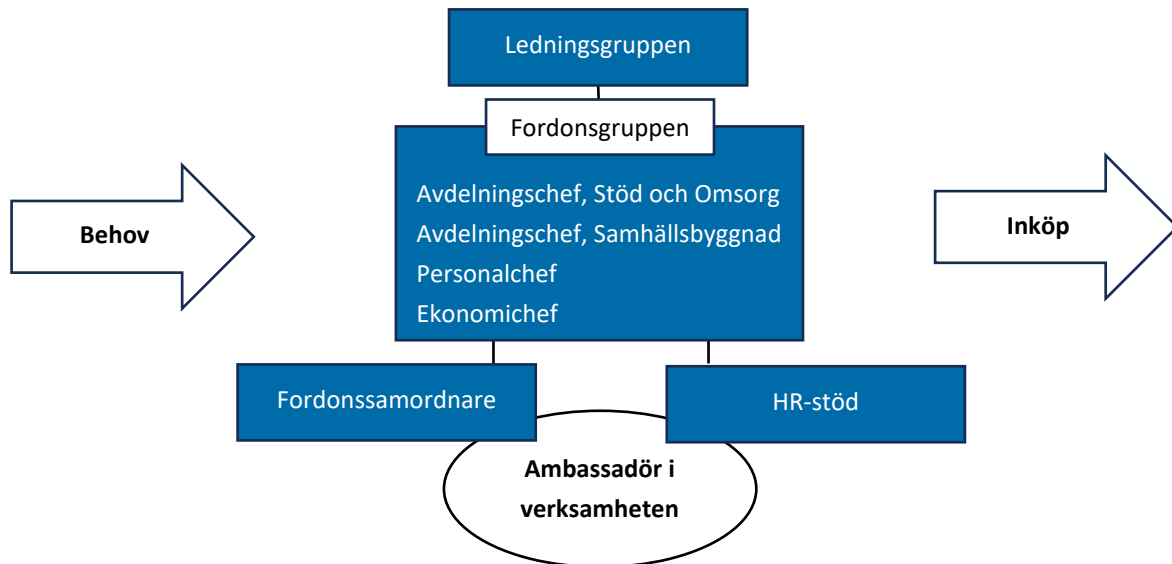 Ledningsgruppen
Fordonsgruppen
Avdelningschef, Stöd och Omsorg
Avdelningschef, Samhällsbyggnad
Personalchef
Ekonomichef
Behov
Inköp
Fordonssamordnare
HR-stöd
Ambassadör i
verksamheten